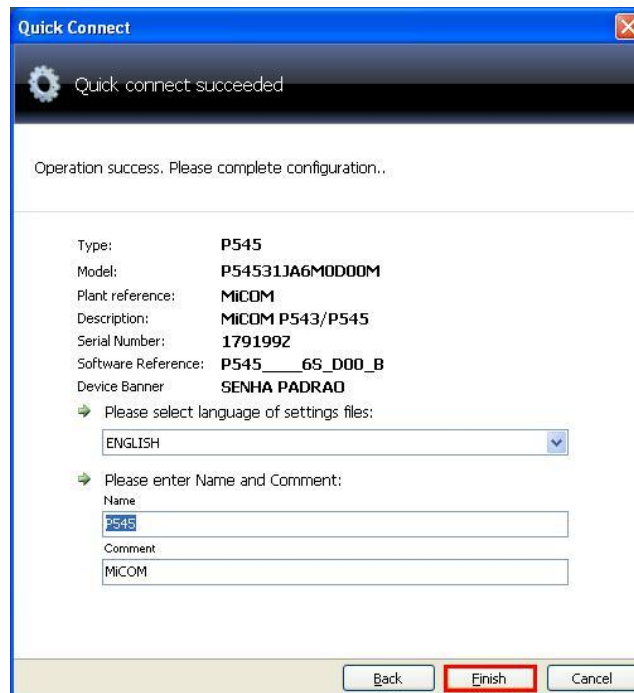 Quick Connect
Quick connect succeeded
Operation success. Please complete configuration..
Type: P545
Model: P54531JA6M0D00M
Plant reference: MiCOM
Description: MiCOM P543/P545
Serial Number: 179199Z
Software Reference: P545____6S_D00_B
Device Banner SENHA PADRAO
Please select language of settings files:
ENGLISH
Please enter Name and Comment:
Name
P545
Comment
MiCOM
Back Finish Cancel